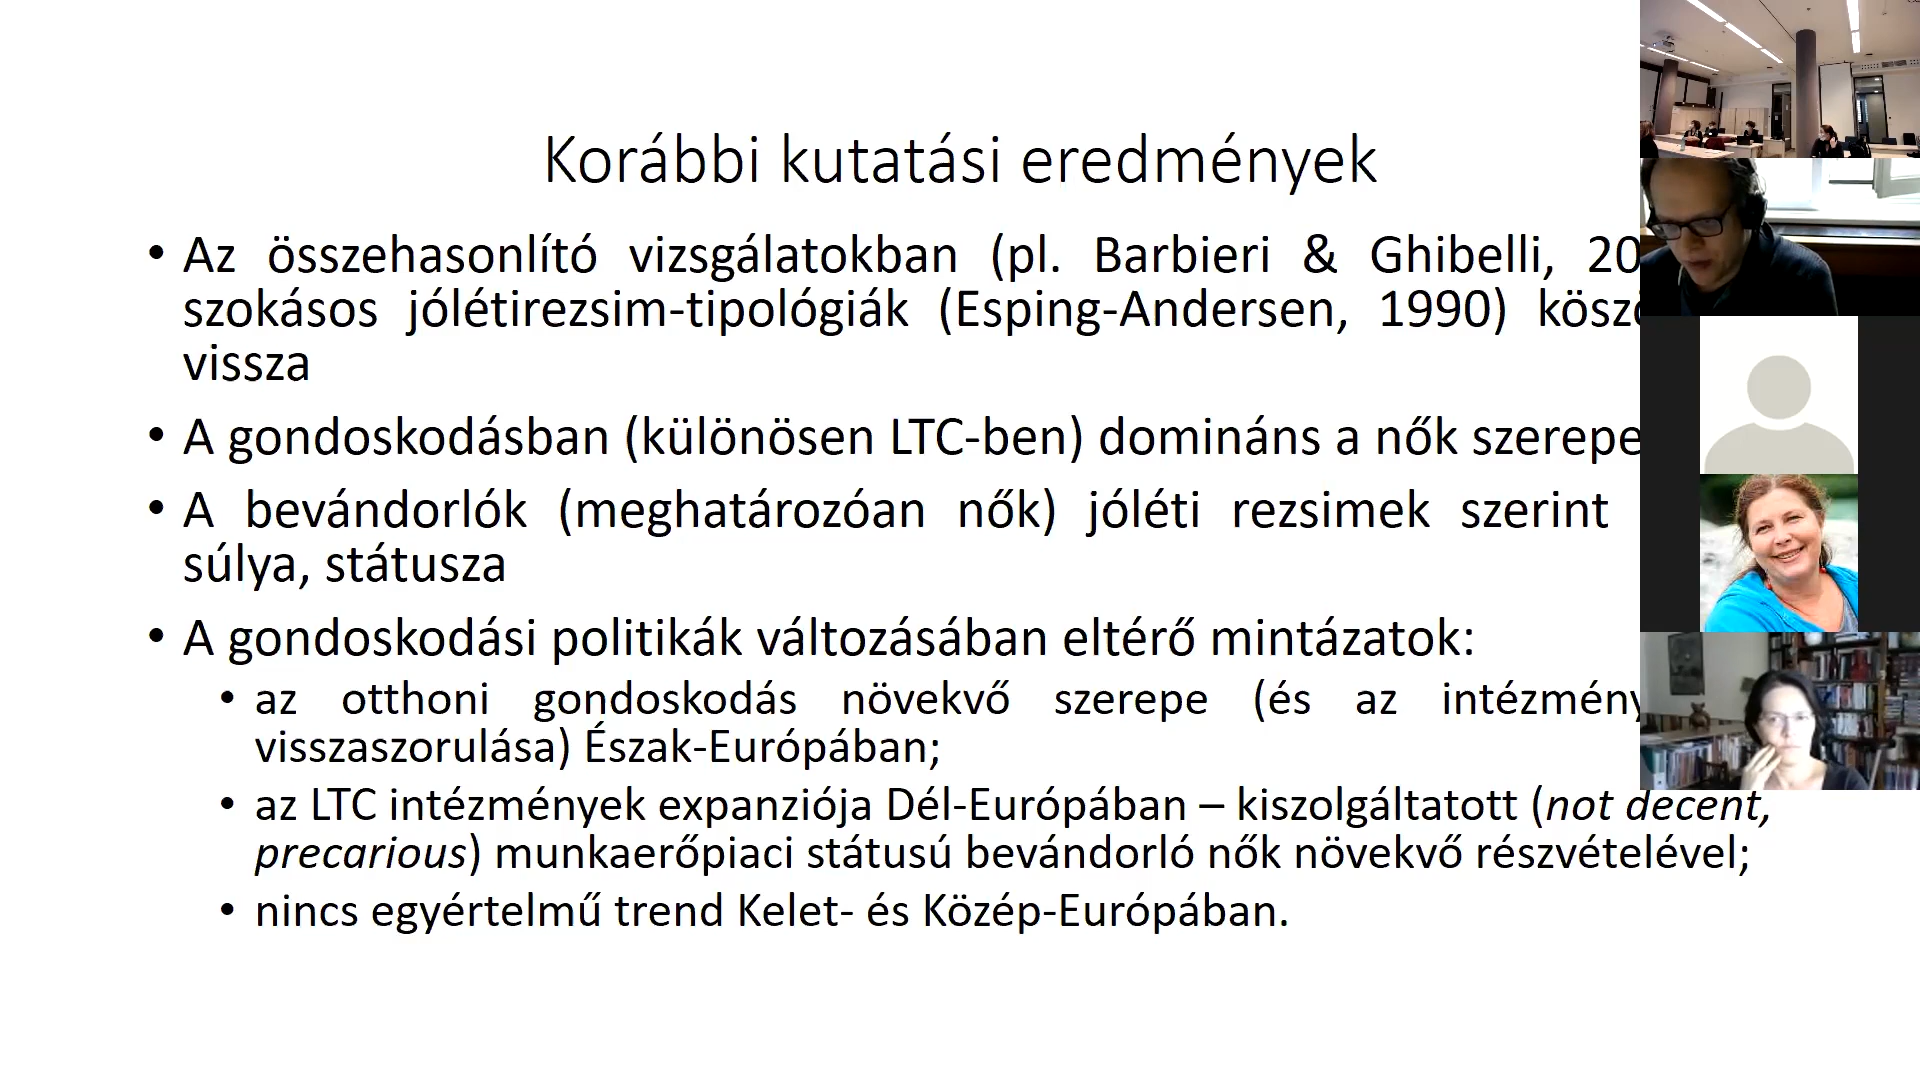 Korábbi kutatási eredmények
• Az összehasonlító vizsgálatokban (pl. Barbieri & Ghibelli, 20
szokásos jólétirezsim-tipológiák (Esping-Andersen, 1990)
vissza
• A gondoskodásban (különösen LTC-ben) domináns a nők szerepe
• A bevándorlók (meghatározóan nők) jóléti rezsimek szerint
súlya, státusza
• A gondoskodási politikák változásában eltérő mintázatok:
• az otthoni gondoskodás növekvő szerepe (és az intézmény
visszaszorulása) Észak-Európában;
• az LTC intézmények expanziója Dél-Európában – kiszolgáltatott (not decent,
precarious) munkaerőpiaci státusú bevándorló nők növekvő részvételével;
• nincs egyértelmű trend Kelet- és Közép-Európában.